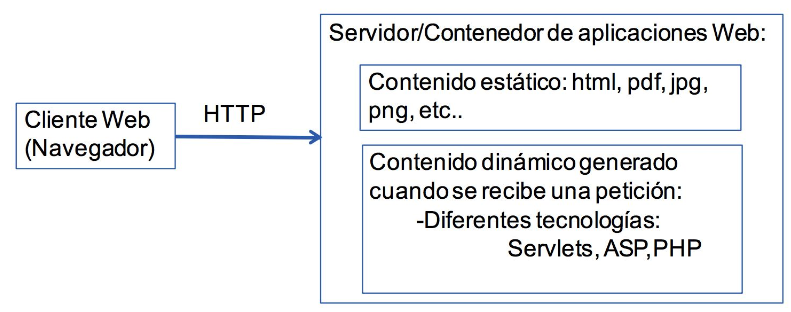 Servidor/Contenedor de aplicaciones Web:
Contenido estático: html, pdf, jpg,
png, etc..
HTTP
Cliente Web
(Navegador)
Contenido dinámico generado
cuando se recibe una petición:
-Diferentes tecnologías:
Servlets, ASP,PHP